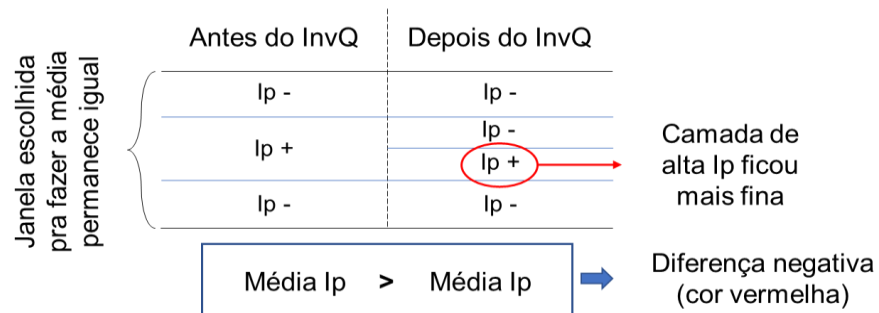 Janela escolhida
pra fazer a média
permanece igual
Antes do InvQ
Depois do InvQ
Ip -
Ip -
Ip -
Ip +
Ip +
Ip -
Ip -
Camada de
alta Ip ficou
mais fina
Média Ip > Média Ip
Diferença negativa
(cor vermelha)